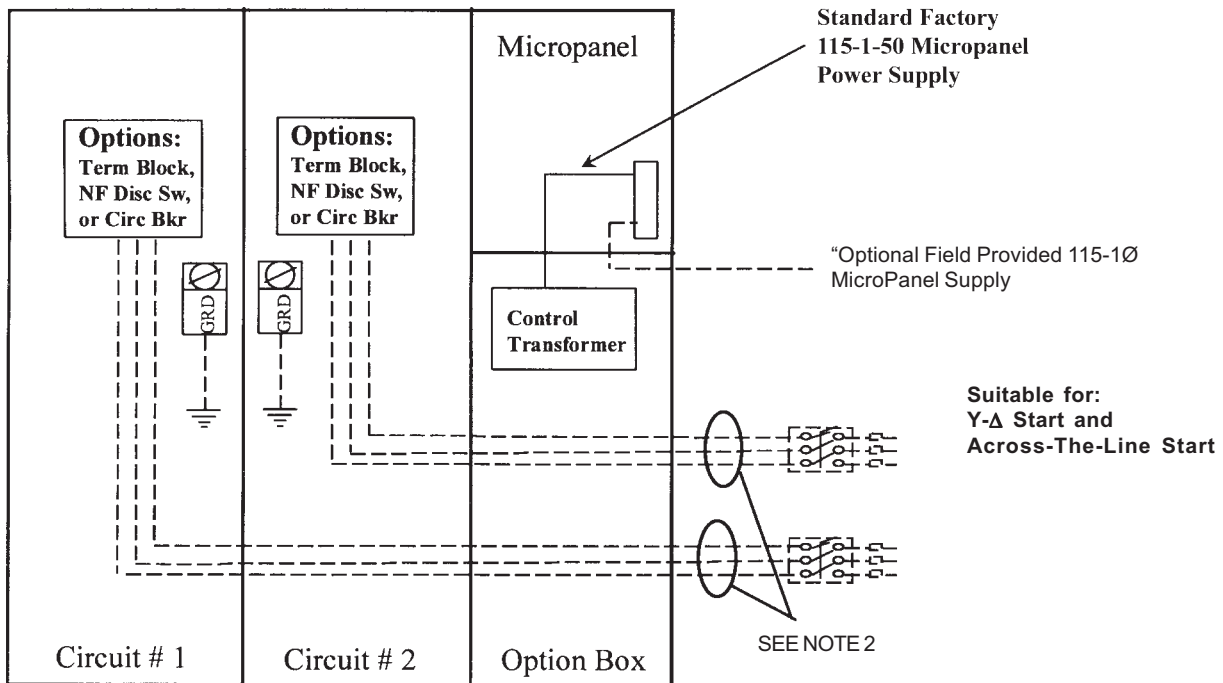 Standard Factory
115-1-50 Micropanel
Power Supply
Micropanel
Options:
Term Block,
NF Disc Sw,
or Circ Bkr
Options:
Term Block,
NF Disc Sw,
or Circ Bkr
GRD
GRD
“Optional Field Provided 115-1Ø
MicroPanel Supply
Control
Transformer
Suitable for:
Y-Δ Start and
Across-The-Line Start
SEE NOTE 2
Circuit # 1
Circuit # 2
Option Box